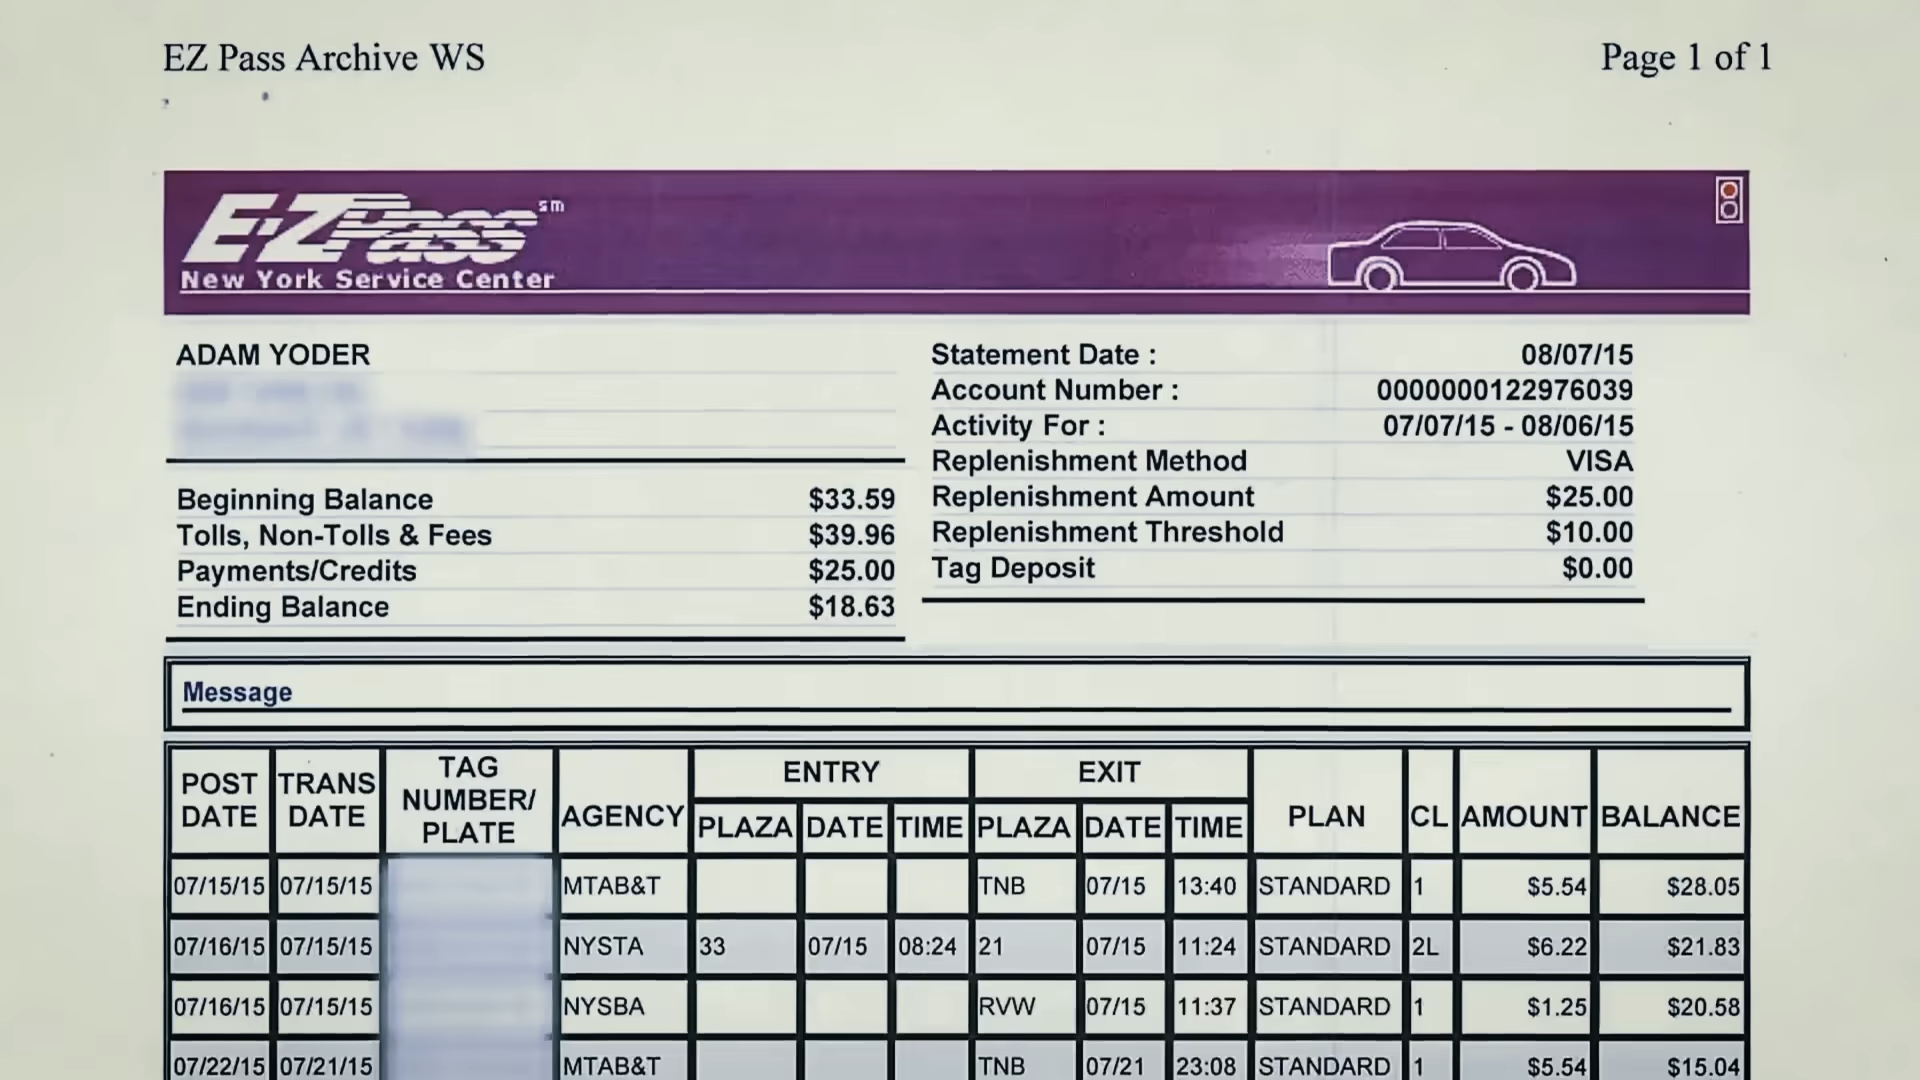 EZ Pass Archive WS
Page 1 of 1
E-ZPass sm
New York Service Center
ADAM YODER
Statement Date : 08/07/15
Account Number : 0000000122976039
Activity For : 07/07/15 - 08/06/15
Replenishment Method VISA
Replenishment Amount $25.00
Replenishment Threshold $10.00
Tag Deposit $0.00
Beginning Balance $33.59
Tolls, Non-Tolls & Fees $39.96
Payments/Credits $25.00
Ending Balance $18.63
Message
POST DATE TRANS DATE TAG NUMBER/ PLATE AGENCY ENTRY EXIT PLAN CL AMOUNT BALANCE
PLAZA DATE TIME PLAZA DATE TIME
07/15/15 07/15/15 MTAB&T TNB 07/15 13:40 STANDARD 1 $5.54 $28.05
07/16/15 07/15/15 NYSTA 33 07/15 08:24 21 07/15 11:24 STANDARD 2L $6.22 $21.83
07/16/15 07/15/15 NYSBA RVW 07/15 11:37 STANDARD 1 $1.25 $20.58
07/22/15 07/21/15 MTAB&T TNB 07/21 23:08 STANDARD 1 $5.54 $15.04